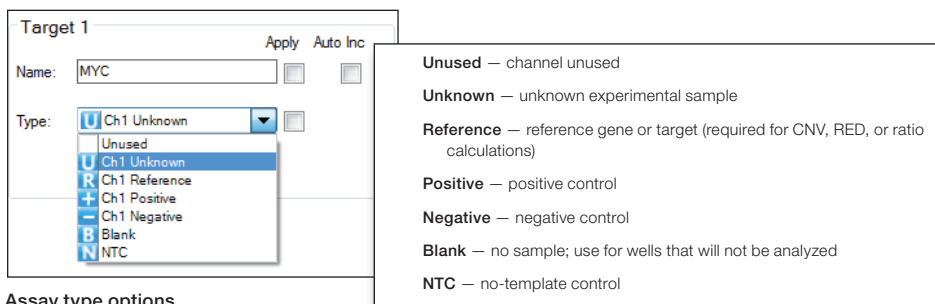 Target 1
Apply Auto Inc
Name: MYC
Type: U Ch1 Unknown
Unused
U Ch1 Unknown
R Ch1 Reference
+ Ch1 Positive
− Ch1 Negative
B Blank
N NTC
Assay type options
Unused — channel unused
Unknown — unknown experimental sample
Reference — reference gene or target (required for CNV, RED, or ratio
calculations)
Positive — positive control
Negative — negative control
Blank — no sample; use for wells that will not be analyzed
NTC — no-template control